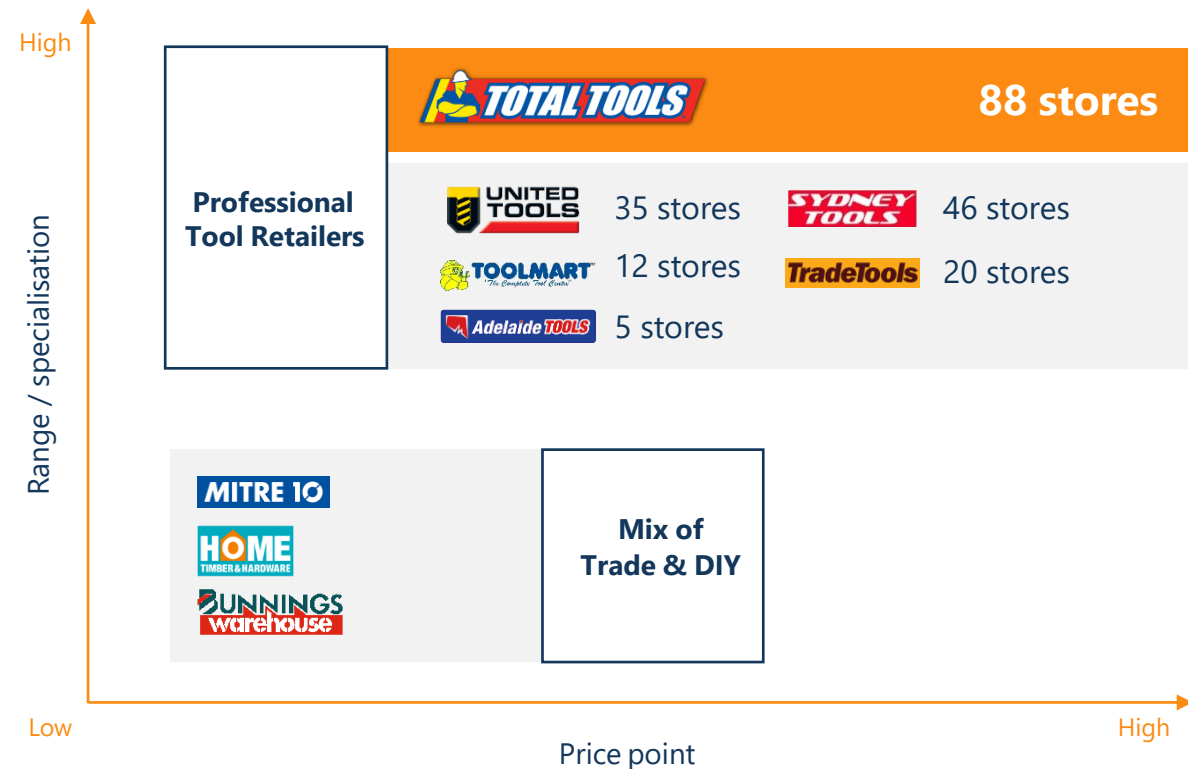 High
TOTAL TOOLS
88 stores
Professional
Tool Retailers
UNITED
TOOLS
35 stores
SYDNEY
TOOLS
46 stores
TOOLMART
"The Complete Tool Centre"
12 stores
TradeTools
20 stores
Adelaide TOOLS
5 stores
Range / specialisation
MITRE 10
HOME
TIMBER & HARDWARE
BUNNINGS
warehouse
Mix of
Trade & DIY
Low
High
Price point